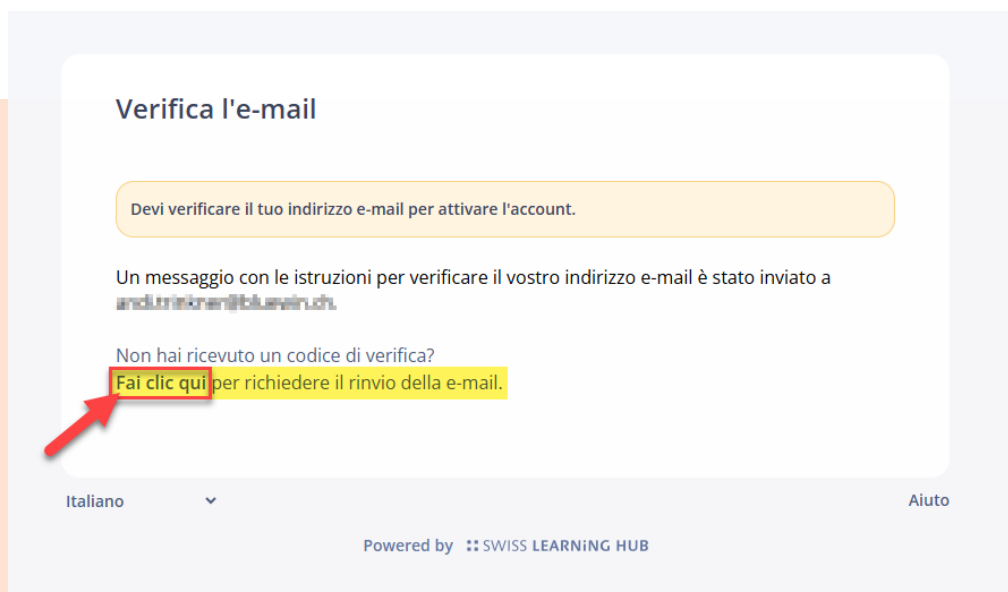 Verifica l'e-mail
Devi verificare il tuo indirizzo e-mail per attivare l'account.
Un messaggio con le istruzioni per verificare il vostro indirizzo e-mail è stato inviato a
Non hai ricevuto un codice di verifica?
Fai clic qui per richiedere il rinvio della e-mail.
Italiano
Aiuto
Powered by SWISS LEARNiNG HUB